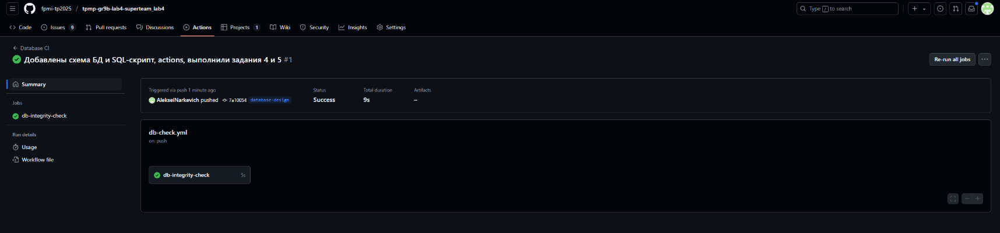 fpmi-tp2025 / tpmp-gr9b-lab4-superteam_lab4
Type / to search
Code Issues 9 Pull requests Discussions Actions Projects 1 Wiki Security Insights Settings
← Database CI
Добавлены схема БД и SQL-скрипт, actions, выполнили задания 4 и 5 #1
Re-run all jobs
Summary
Jobs
db-integrity-check
Run details
Usage
Workflow file
Triggered via push 1 minute ago
AlekseiNarkevich pushed 7a10054 database-design
Status
Success
Total duration
9s
Artifacts
–
db-check.yml
on: push
db-integrity-check 5s